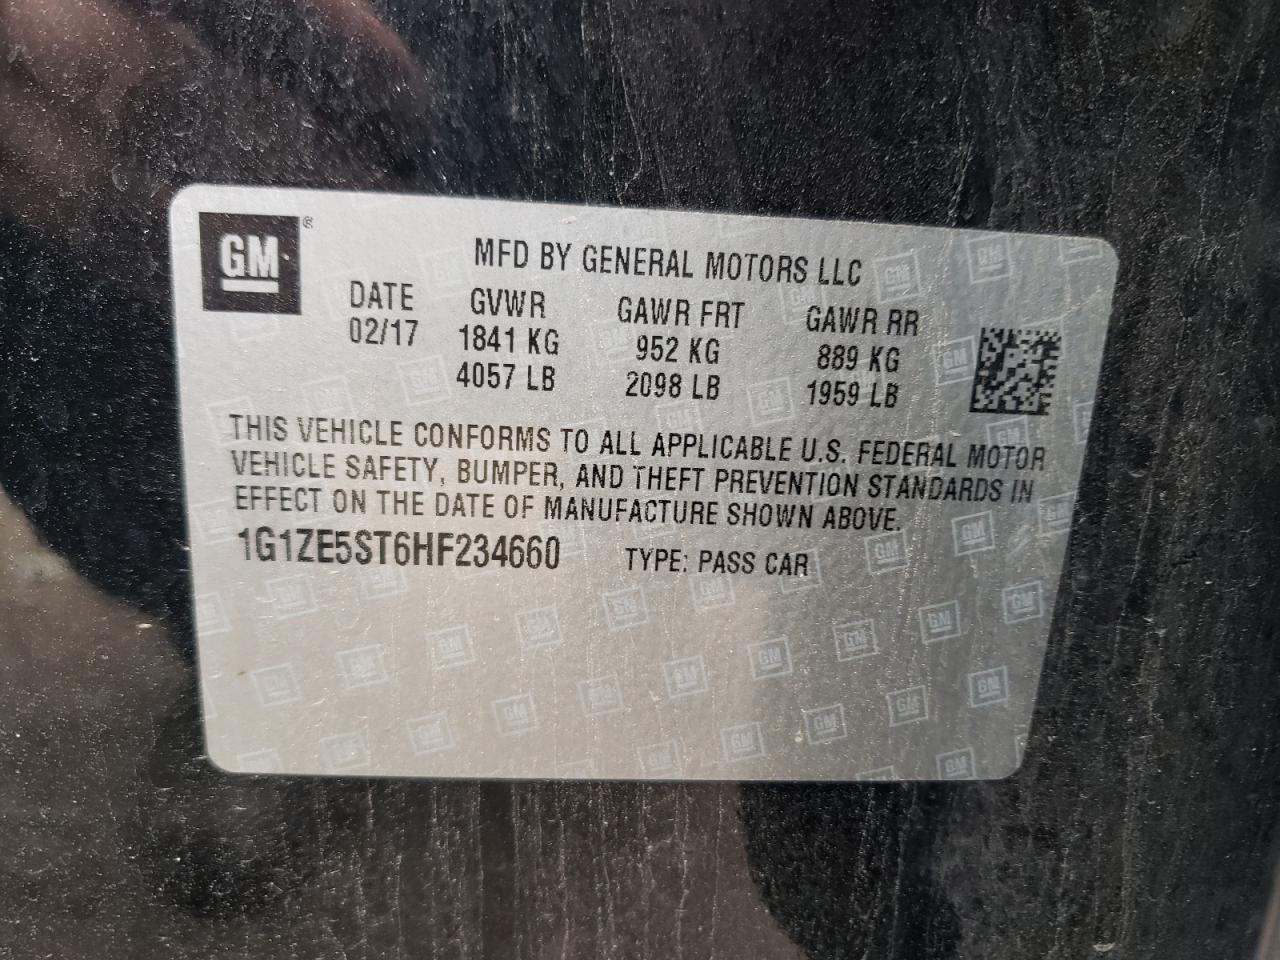 GM ®
MFD BY GENERAL MOTORS LLC
DATE GVWR GAWR FRT GAWR RR
02/17 1841 KG 952 KG 889 KG
4057 LB 2098 LB 1959 LB
THIS VEHICLE CONFORMS TO ALL APPLICABLE U.S. FEDERAL MOTOR
VEHICLE SAFETY, BUMPER, AND THEFT PREVENTION STANDARDS IN
EFFECT ON THE DATE OF MANUFACTURE SHOWN ABOVE.
1G1ZE5ST6HF234660 TYPE: PASS CAR